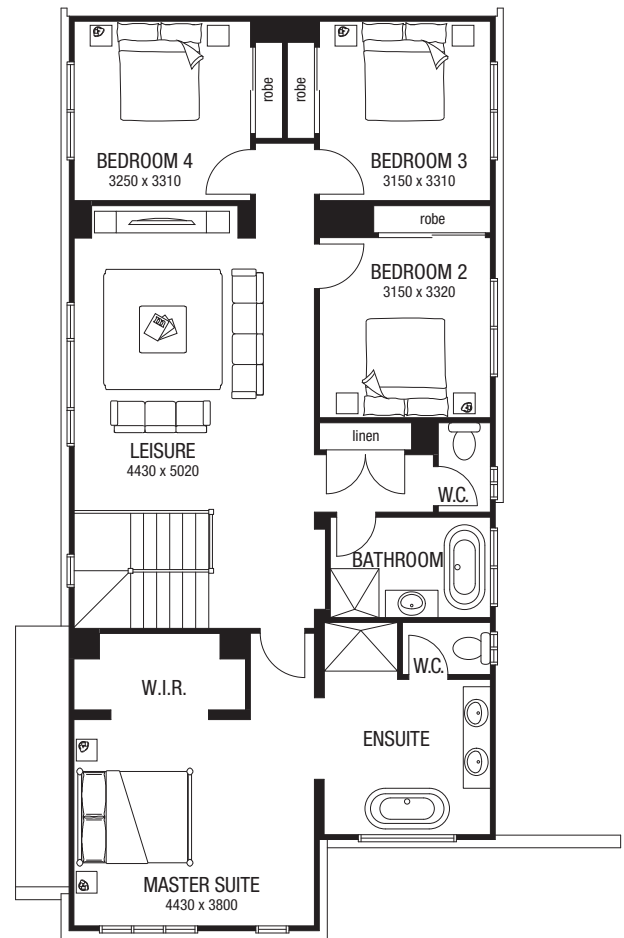 robe
robe
BEDROOM 4
3250 x 3310
BEDROOM 3
3150 x 3310
robe
BEDROOM 2
3150 x 3320
LEISURE
4430 x 5020
linen
W.C.
BATHROOM
W.C.
W.I.R.
ENSUITE
MASTER SUITE
4430 x 3800